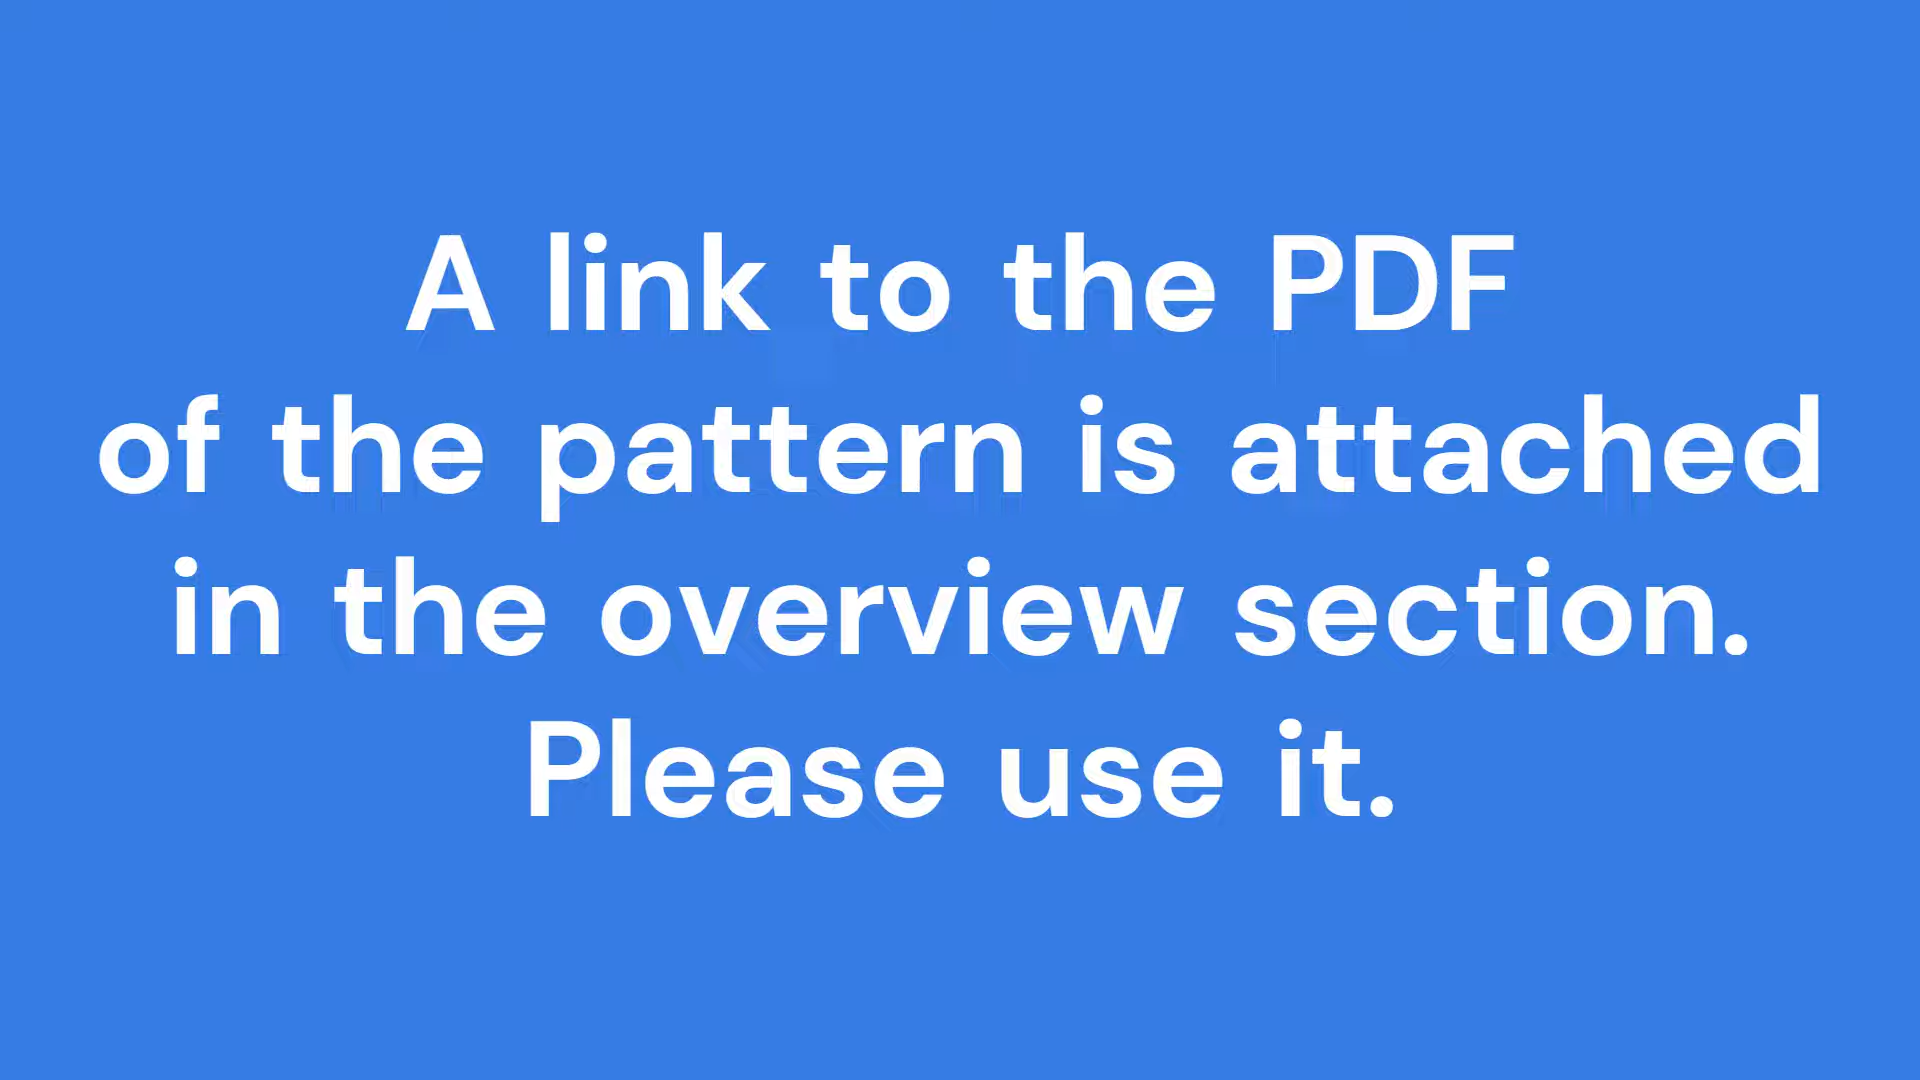 A link to the PDF
of the pattern is attached
in the overview section.
Please use it.